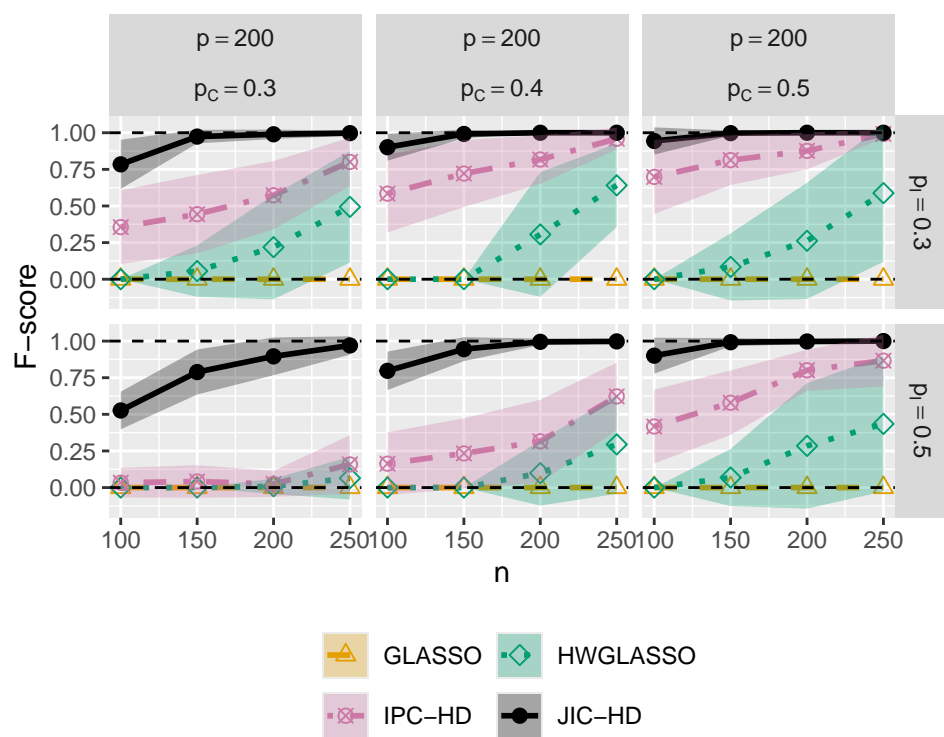 p = 200 p = 200 p = 200
p_C = 0.3 p_C = 0.4 p_C = 0.5
1.00
0.75
0.50
0.25
0.00
p_I = 0.3
F−score
1.00
0.75
0.50
0.25
0.00
p_I = 0.5
100 150 200 250 100 150 200 250 100 150 200 250
n
GLASSO HWGLASSO
IPC−HD JIC−HD